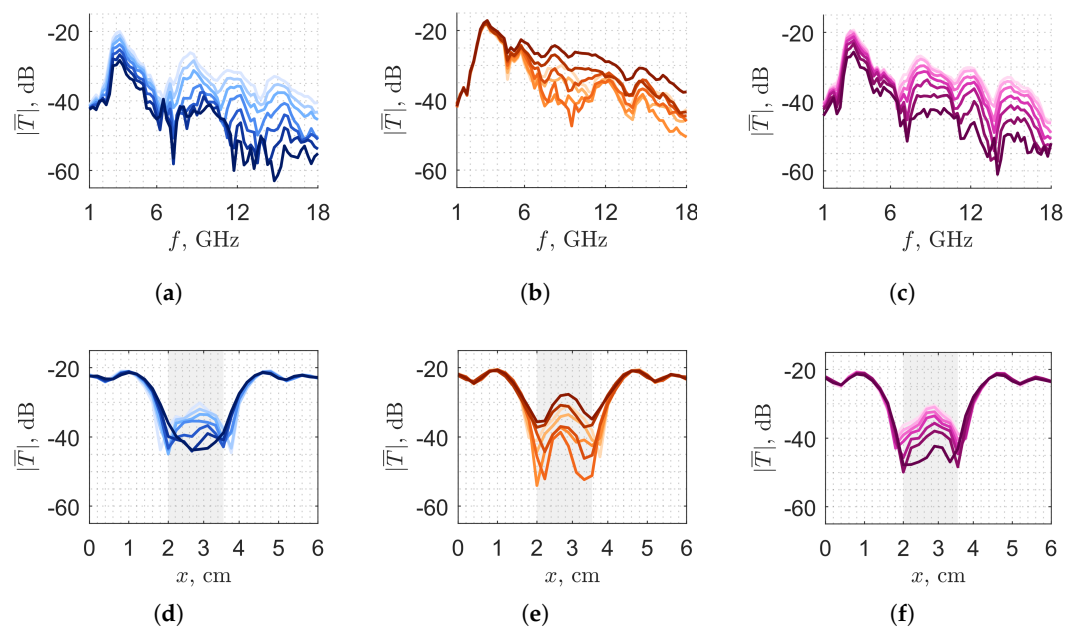 -20
-40
-60
|T̅|, dB
1 6 12 18
f, GHz
(a)
-20
-40
-60
|T̅|, dB
1 6 12 18
f, GHz
(b)
-20
-40
-60
|T̅|, dB
1 6 12 18
f, GHz
(c)
-20
-40
-60
|T̅|, dB
0 1 2 3 4 5 6
x, cm
(d)
-20
-40
-60
|T̅|, dB
0 1 2 3 4 5 6
x, cm
(e)
-20
-40
-60
|T̅|, dB
0 1 2 3 4 5 6
x, cm
(f)